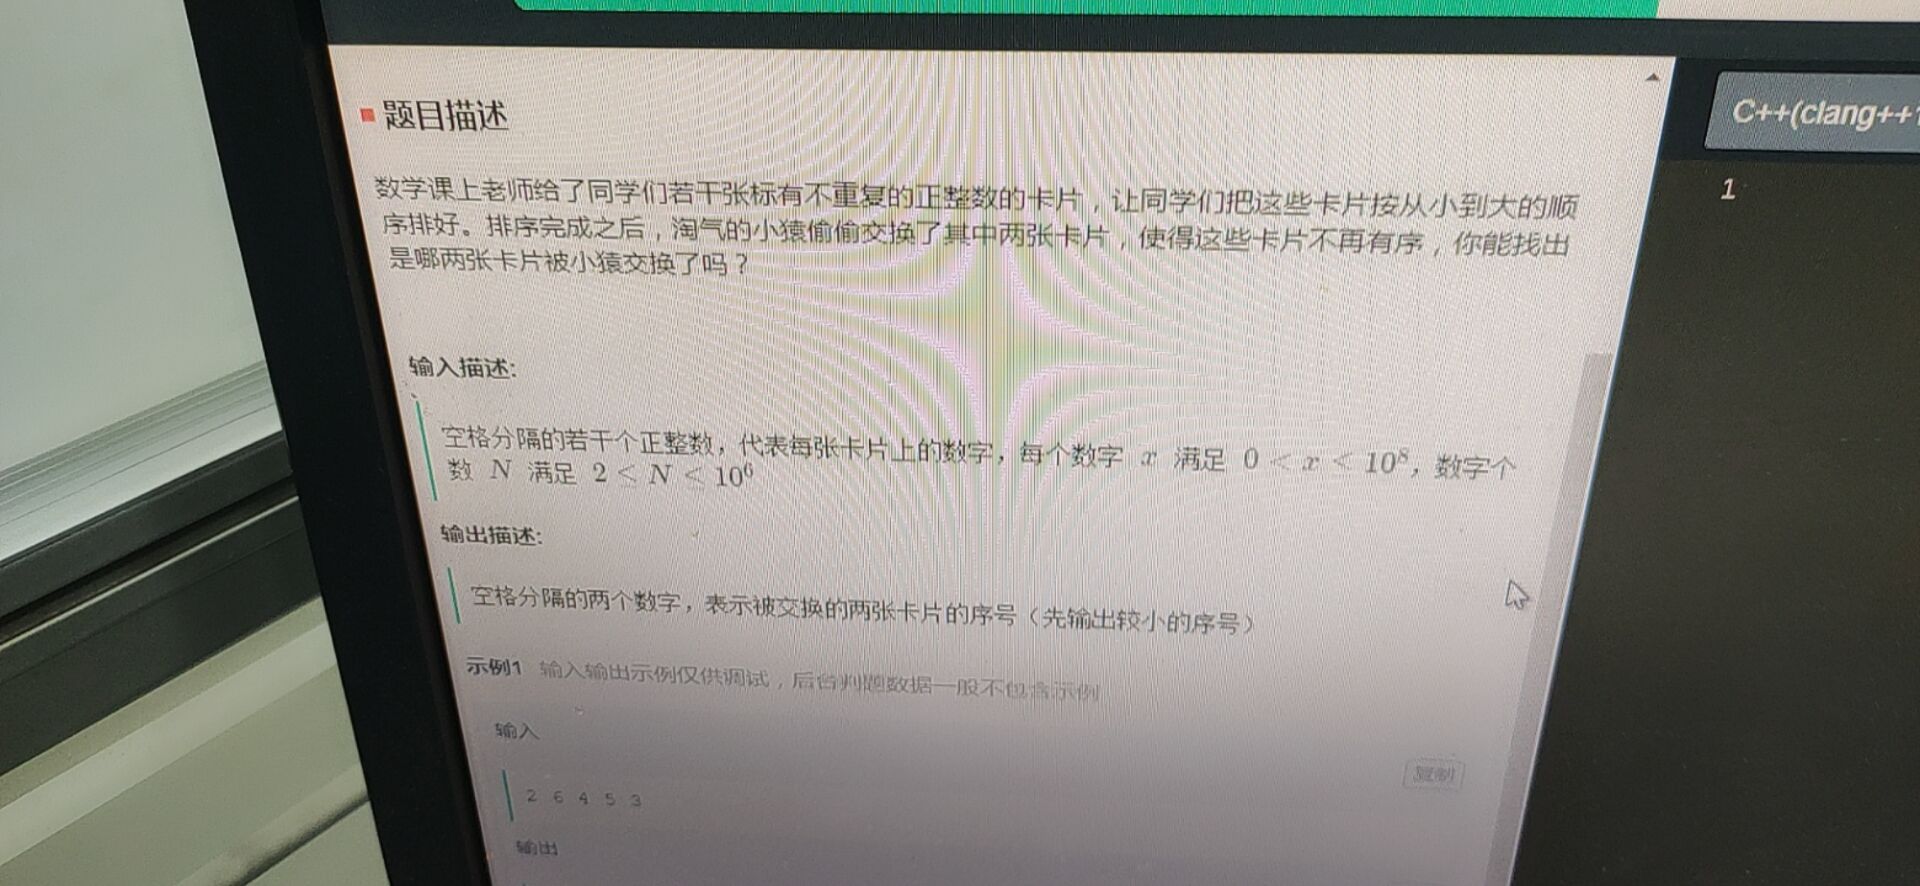 题目描述
C++(clang++
1
数学课上老师给了同学们若干张标有不重复的正整数的卡片，让同学们把这些卡片按从小到大的顺
序排好。排序完成之后，淘气的小猿偷偷交换了其中两张卡片，使得这些卡片不再有序，你能找出
是哪两张卡片被小猿交换了吗？
输入描述:
空格分隔的若干个正整数，代表每张卡片上的数字，每个数字 x 满足 0 < x < 10⁸，数字个
数 N 满足 2 < N < 10⁶
输出描述:
空格分隔的两个数字，表示被交换的两张卡片的序号（先输出较小的序号）
示例1 输入输出示例仅供调试，后台判题数据一般不包含示例
输入
复制
2 6 4 5 3
输出